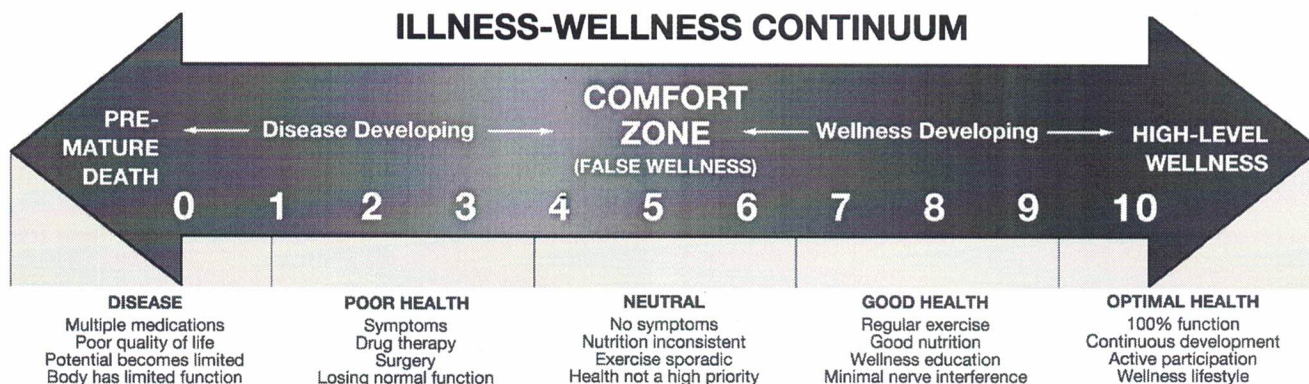 ILLNESS-WELLNESS CONTINUUM
PRE-
MATURE
DEATH
Disease Developing
COMFORT
ZONE
(FALSE WELLNESS)
Wellness Developing
HIGH-LEVEL
WELLNESS
0 1 2 3 4 5 6 7 8 9 10
DISEASE
Multiple medications
Poor quality of life
Potential becomes limited
Body has limited function
POOR HEALTH
Symptoms
Drug therapy
Surgery
Losing normal function
NEUTRAL
No symptoms
Nutrition inconsistent
Exercise sporadic
Health not a high priority
GOOD HEALTH
Regular exercise
Good nutrition
Wellness education
Minimal nerve interference
OPTIMAL HEALTH
100% function
Continuous development
Active participation
Wellness lifestyle